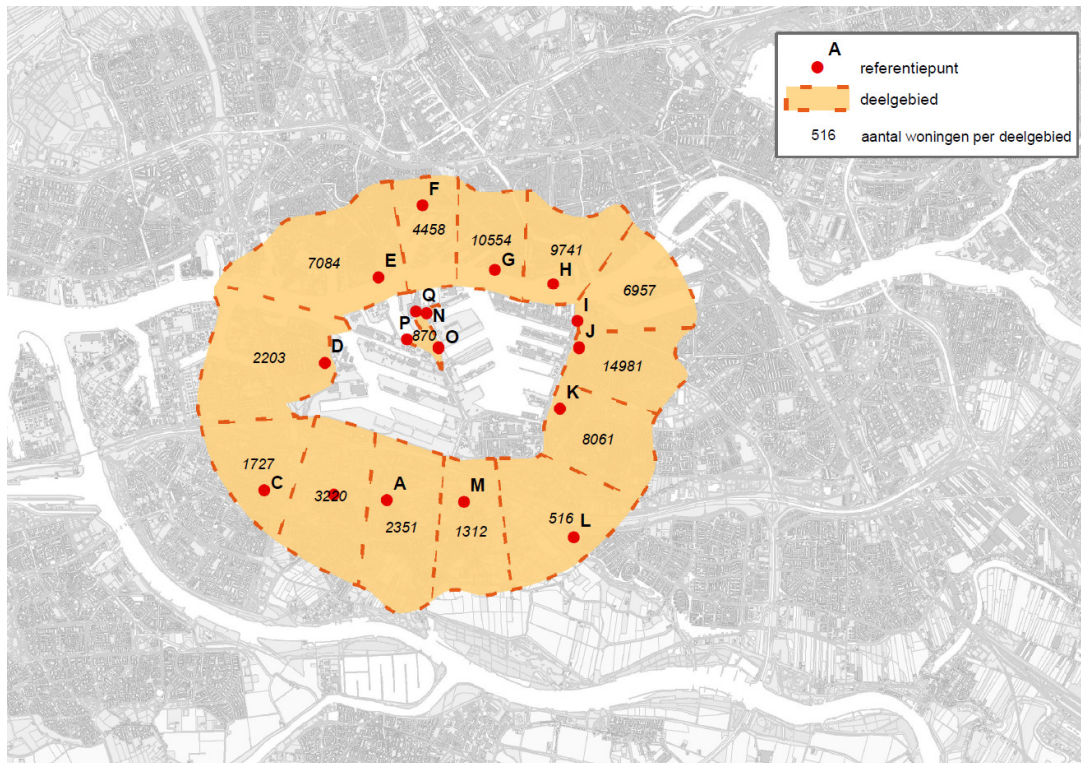 A
referentiepunt
deelgebied
516 aantal woningen per deelgebied
F
4458
10554
G
9741
H
7084
E
6957
Q
N
I
P
870
O
J
2203
D
14981
K
8061
1727
C
3220
A
2351
M
1312
516
L